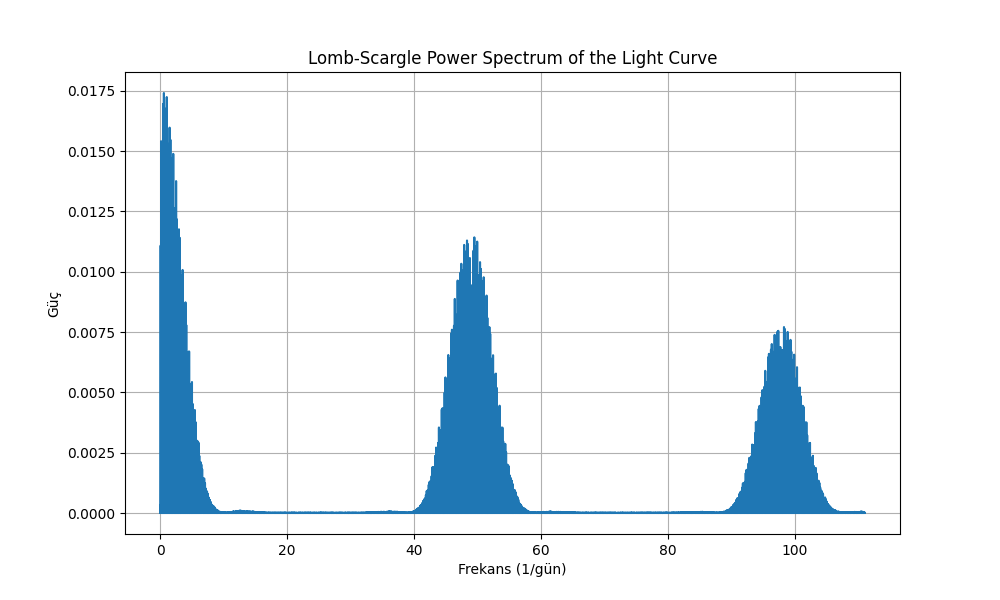 Lomb-Scargle Power Spectrum of the Light Curve
0.0175
0.0150
0.0125
0.0100
0.0075
0.0050
0.0025
0.0000
Güç
0 20 40 60 80 100
Frekans (1/gün)